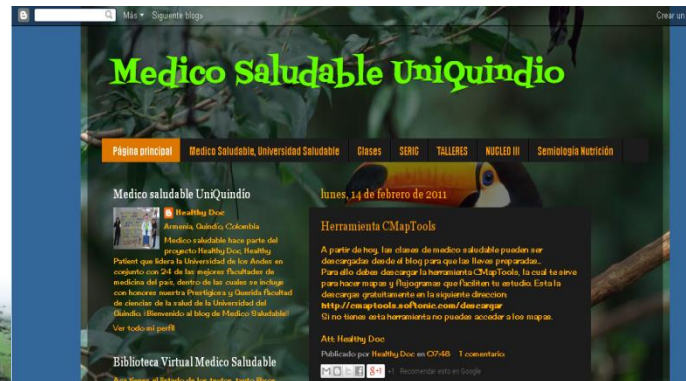 Más ▾ Siguiente blog»
Crear un
Medico Saludable UniQuindio
Página principal
Medico Saludable, Universidad Saludable
Clases
SERIG
TALLERES
NUCLEO III
Semiología Nutrición
Medico saludable UniQuindío
Healthy Doc
Armenia, Quindío, Colombia
Medico saludable hace parte del
proyecto Healthy Doc, Healthy
Patient que lidera la Universidad de los Andes en
conjunto con 24 de las mejores facultades de
medicina del país, dentro de las cuales se incluye
con honores nuestra Prestigiosa y Querida facultad
de ciencias de la salud de la Universidad del
Quindío. ¡Bienvenido al blog de Medico Saludable!!
Ver todo mi perfil
Biblioteca Virtual Medico Saludable
lunes, 14 de febrero de 2011
Herramienta CMapTools
A partir de hoy, las clases de medico saludable pueden ser
descargadas desde el blog para que las lleves preparadas..
Para ello debes descargar la herramienta CMapTools, la cual te sirve
para hacer mapas y flujogramas que faciliten tu estudio. Esta la
descargas gratuitamente en la siguiente direccion:
http://cmaptools.softonic.com/descargar
Si no tienes esta herramienta no puedes acceder a los mapas.
Att: Healthy Doc
Publicado por Healthy Doc en 07:48 1 comentario:
+1 Recomendar esto en Google